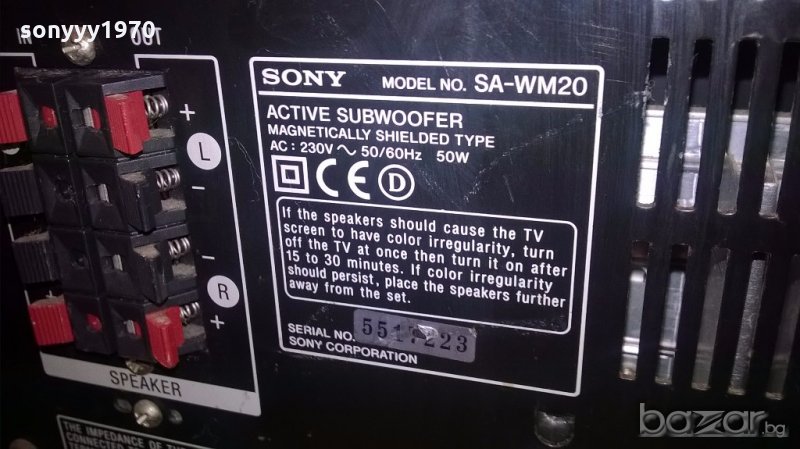 sonyyy1970
IN
OUT
+
L
-
-
R
+
SPEAKER
THE IMPEDANCE OF
CONNECTED
SONY MODEL NO. SA-WM20
ACTIVE SUBWOOFER
MAGNETICALLY SHIELDED TYPE
AC : 230V ~ 50/60Hz 50W
CE D
If the speakers should cause the TV
screen to have color irregularity, turn
off the TV at once then turn it on after
15 to 30 minutes. If color irregularity
should persist, place the speakers further
away from the set.
SERIAL NO. 5517223
SONY CORPORATION
bazar.bg